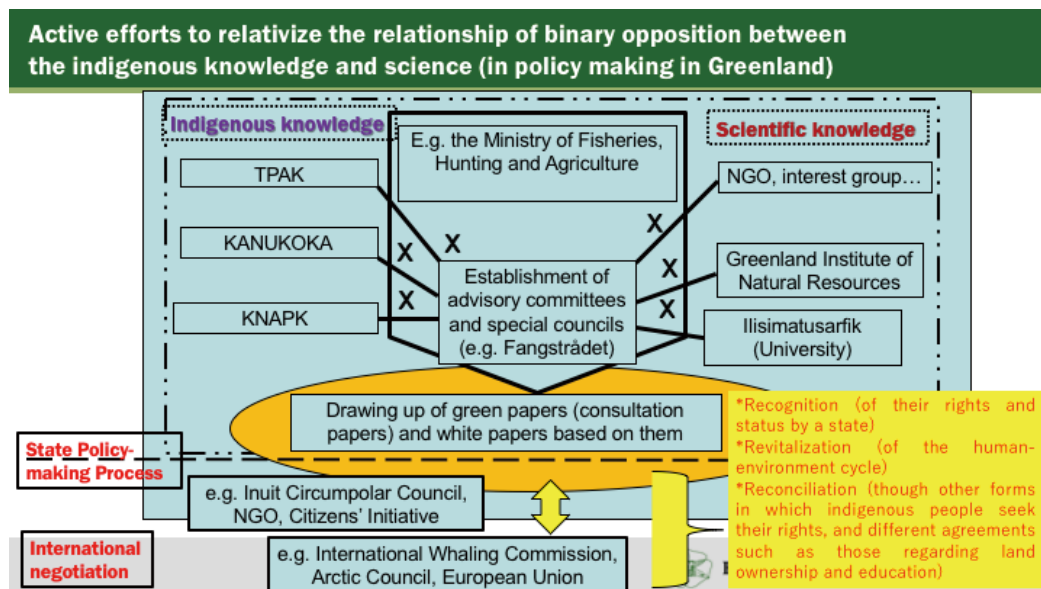 Active efforts to relativize the relationship of binary opposition between
the indigenous knowledge and science (in policy making in Greenland)
Indigenous knowledge
E.g. the Ministry of Fisheries,
Hunting and Agriculture
Scientific knowledge
TPAK
NGO, interest group…
X
X
X
KANUKOKA
Greenland Institute of
Natural Resources
X
Establishment of
advisory committees
and special councils
(e.g. Fangstrådet)
X
X
KNAPK
Ilisimatusarfik
(University)
Drawing up of green papers (consultation
papers) and white papers based on them
*Recognition (of their rights and
status by a state)
*Revitalization (of the human-
environment cycle)
*Reconciliation (though other forms
in which indigenous people seek
their rights, and different agreements
such as those regarding land
ownership and education)
State Policy-
making Process
e.g. Inuit Circumpolar Council,
NGO, Citizens’ Initiative
International
negotiation
e.g. International Whaling Commission,
Arctic Council, European Union